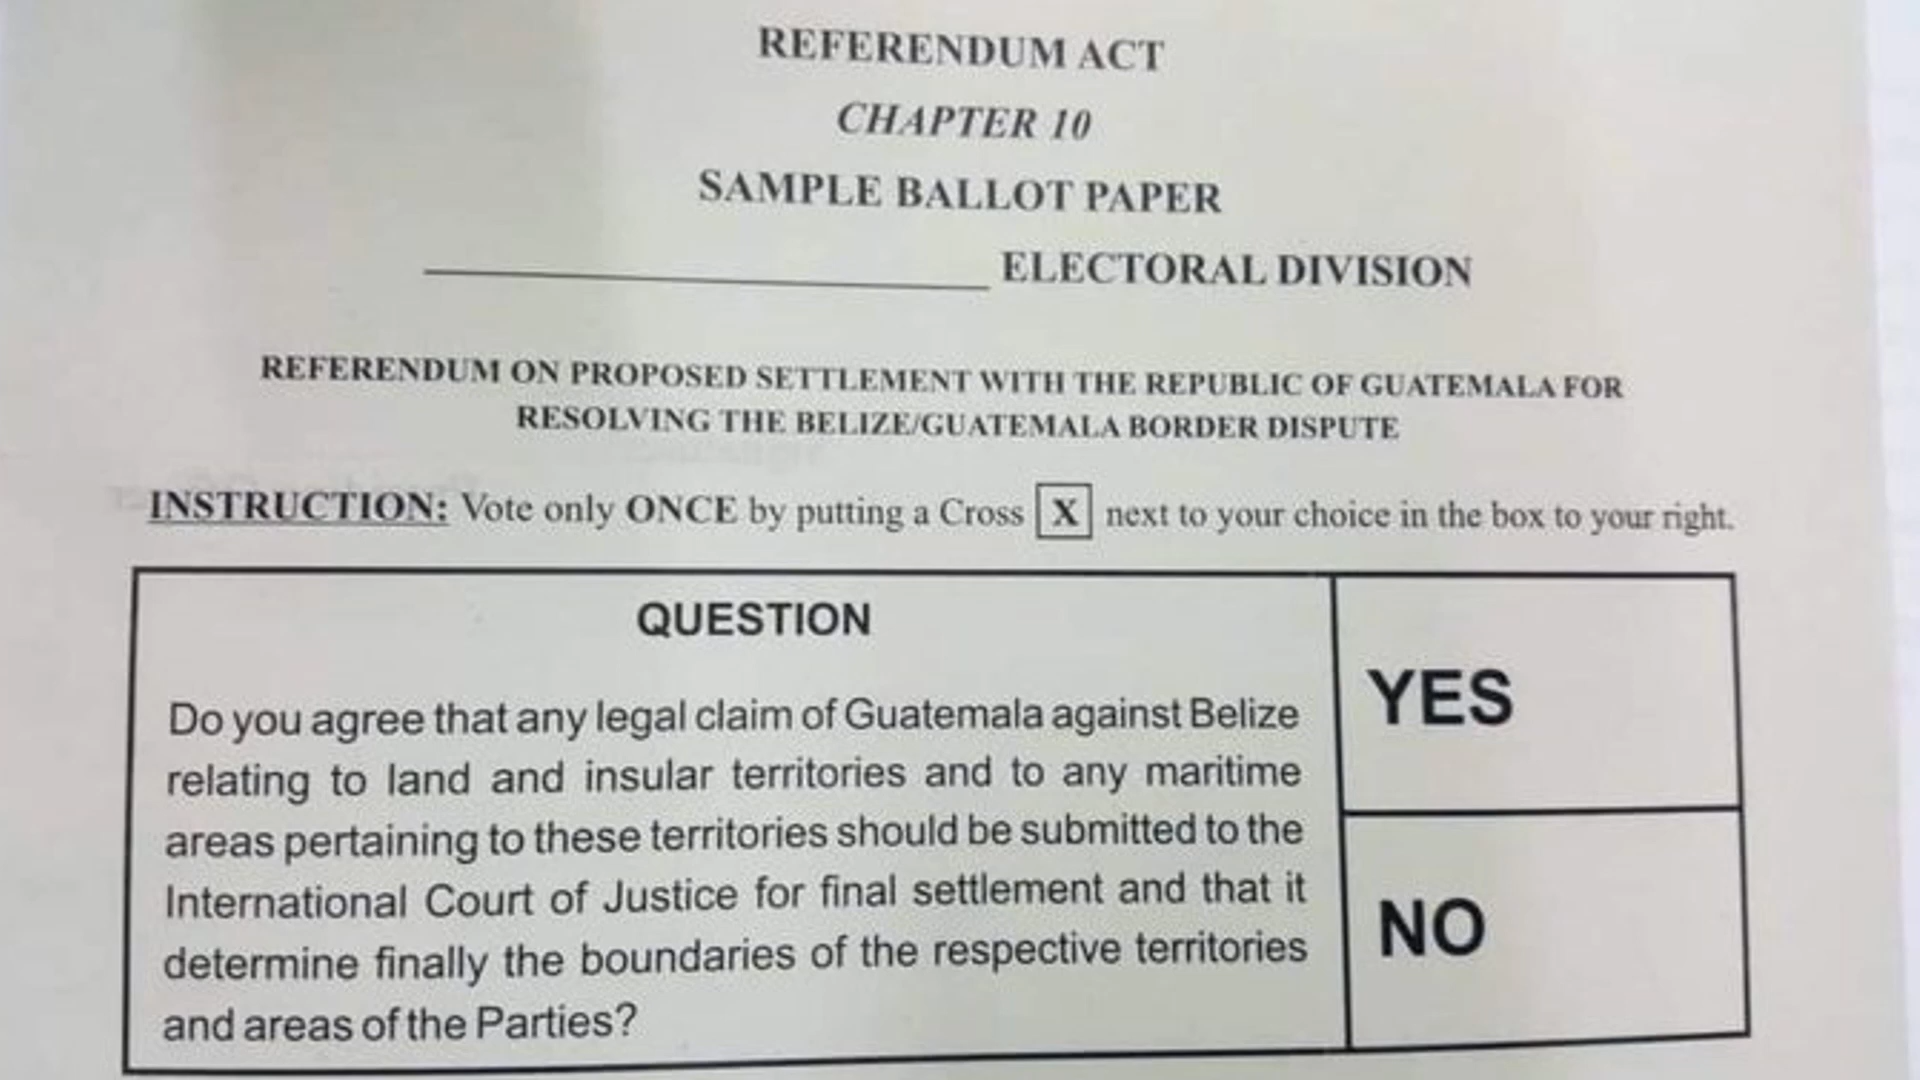 REFERENDUM ACT
CHAPTER 10
SAMPLE BALLOT PAPER
ELECTORAL DIVISION
REFERENDUM ON PROPOSED SETTLEMENT WITH THE REPUBLIC OF GUATEMALA FOR
RESOLVING THE BELIZE/GUATEMALA BORDER DISPUTE
INSTRUCTION: Vote only ONCE by putting a Cross X next to your choice in the box to your right.
QUESTION
Do you agree that any legal claim of Guatemala against Belize
relating to land and insular territories and to any maritime
areas pertaining to these territories should be submitted to the
International Court of Justice for final settlement and that it
determine finally the boundaries of the respective territories
and areas of the Parties?
YES
NO